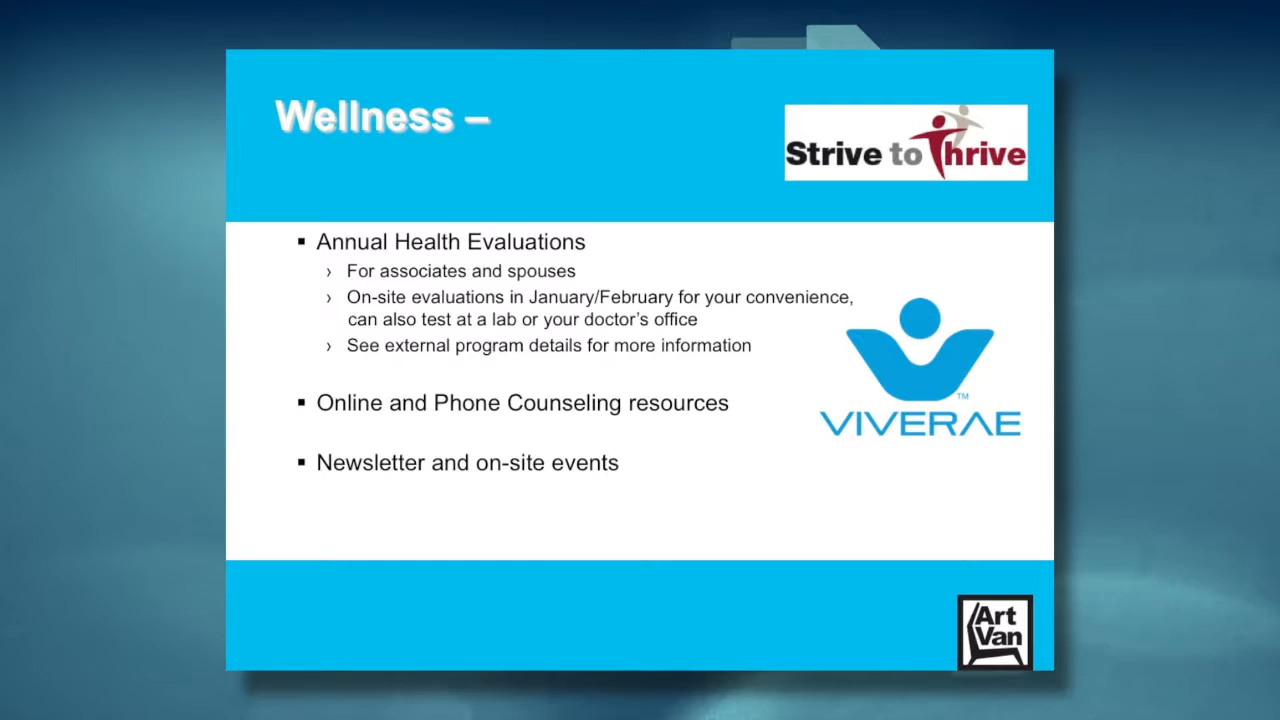 Wellness –
Strive to Thrive
▪ Annual Health Evaluations
› For associates and spouses
› On-site evaluations in January/February for your convenience,
can also test at a lab or your doctor's office
› See external program details for more information
▪ Online and Phone Counseling resources
▪ Newsletter and on-site events
TM
VIVERAE
Art
Van